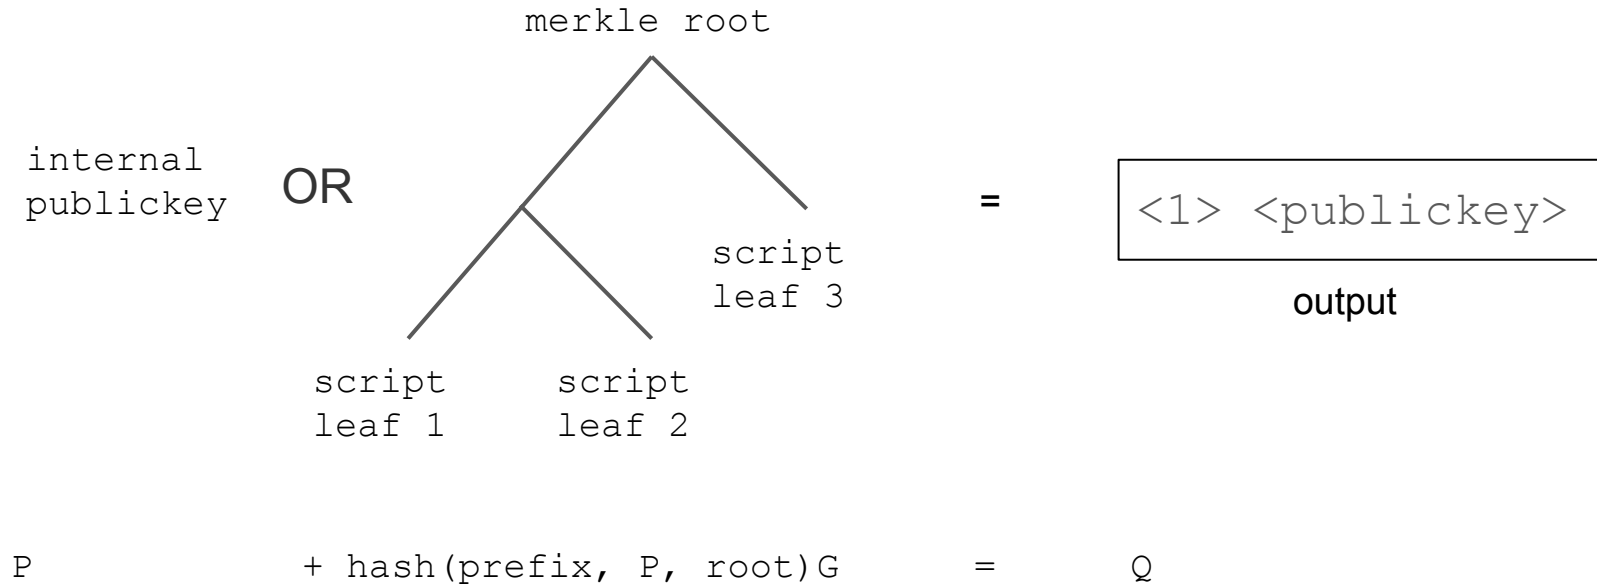 merkle root
internal
publickey
OR
=
<1> <publickey>
script
leaf 3
output
script
leaf 1
script
leaf 2
P + hash(prefix, P, root)G = Q